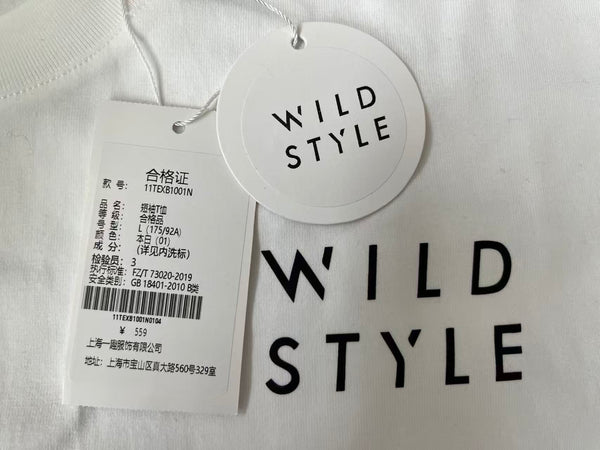 WILD
STYLE
合格证
款 号: 11TEXB1001N
品 名: 短袖T恤
等 级: 合格品
号 型: L (175/92A)
颜 色: 本白 (01)
成 分: (详见内洗标)
检验员: 3
执行标准: FZ/T 73020-2019
安全类别: GB 18401-2010 B类
11TEXB1001N0104
¥ 559
上海一趣服饰有限公司
地址: 上海市宝山区真大路560号329室
WILD
STYLE